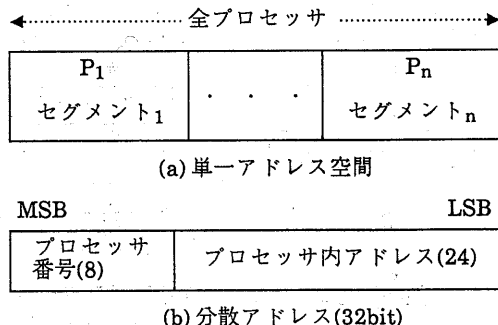 全プロセッサ
P1 · · · Pn
セグメント1 セグメントn
(a) 単一アドレス空間
MSB LSB
プロセッサ
番号(8)
プロセッサ内アドレス(24)
(b) 分散アドレス(32bit)